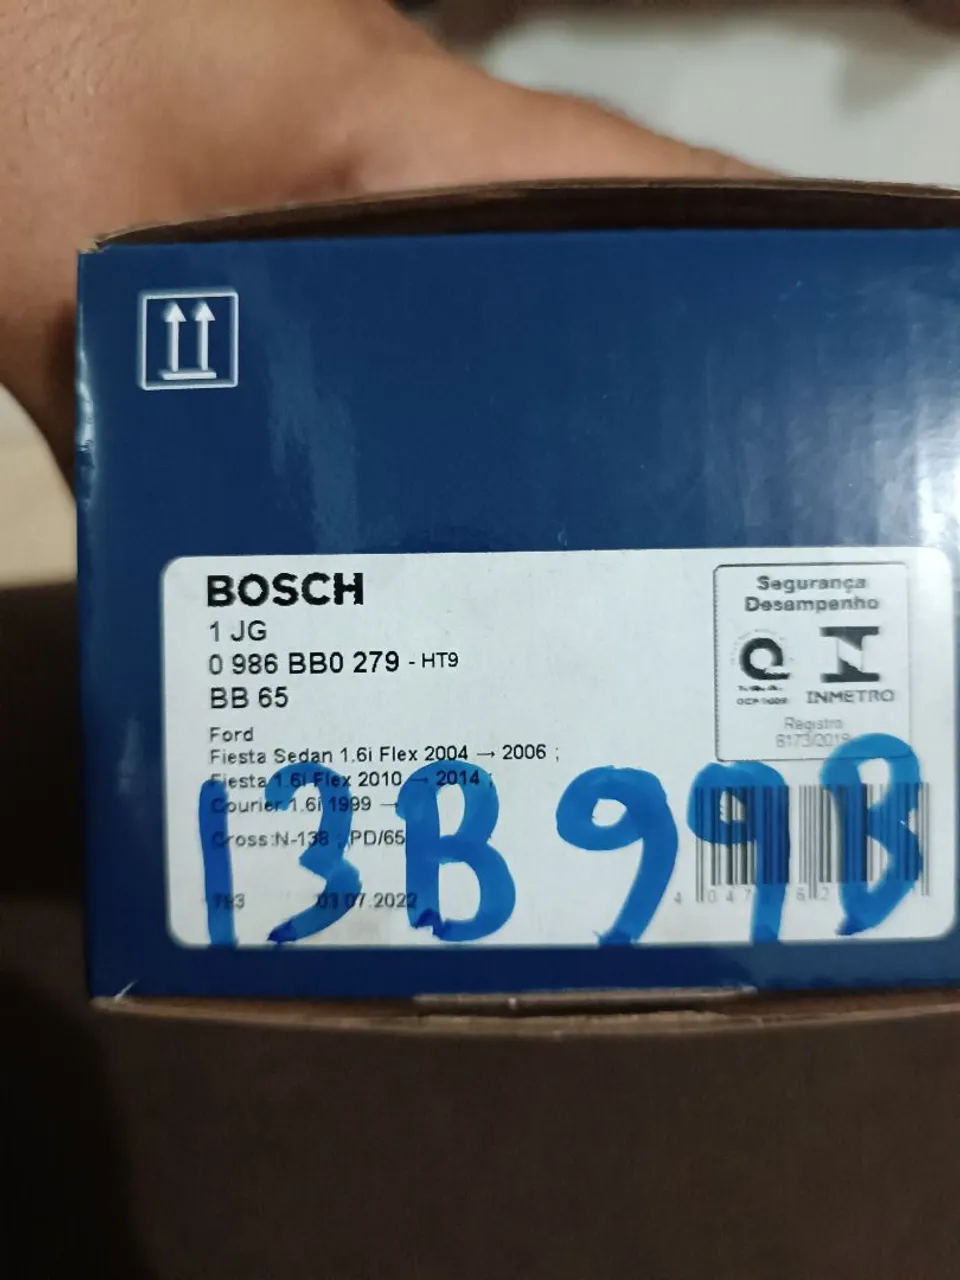 BOSCH
1 JG
0 986 BB0 279 - HT9
BB 65
Ford
Fiesta Sedan 1.6i Flex 2004 → 2006 ;
Fiesta 1.6i Flex 2010 → 2014 ;
Courier 1.6i 1999 →
Cross:N-138 ; PD/65
01.07.2022
Segurança
Desempenho
INMETRO
Registro
13B99B